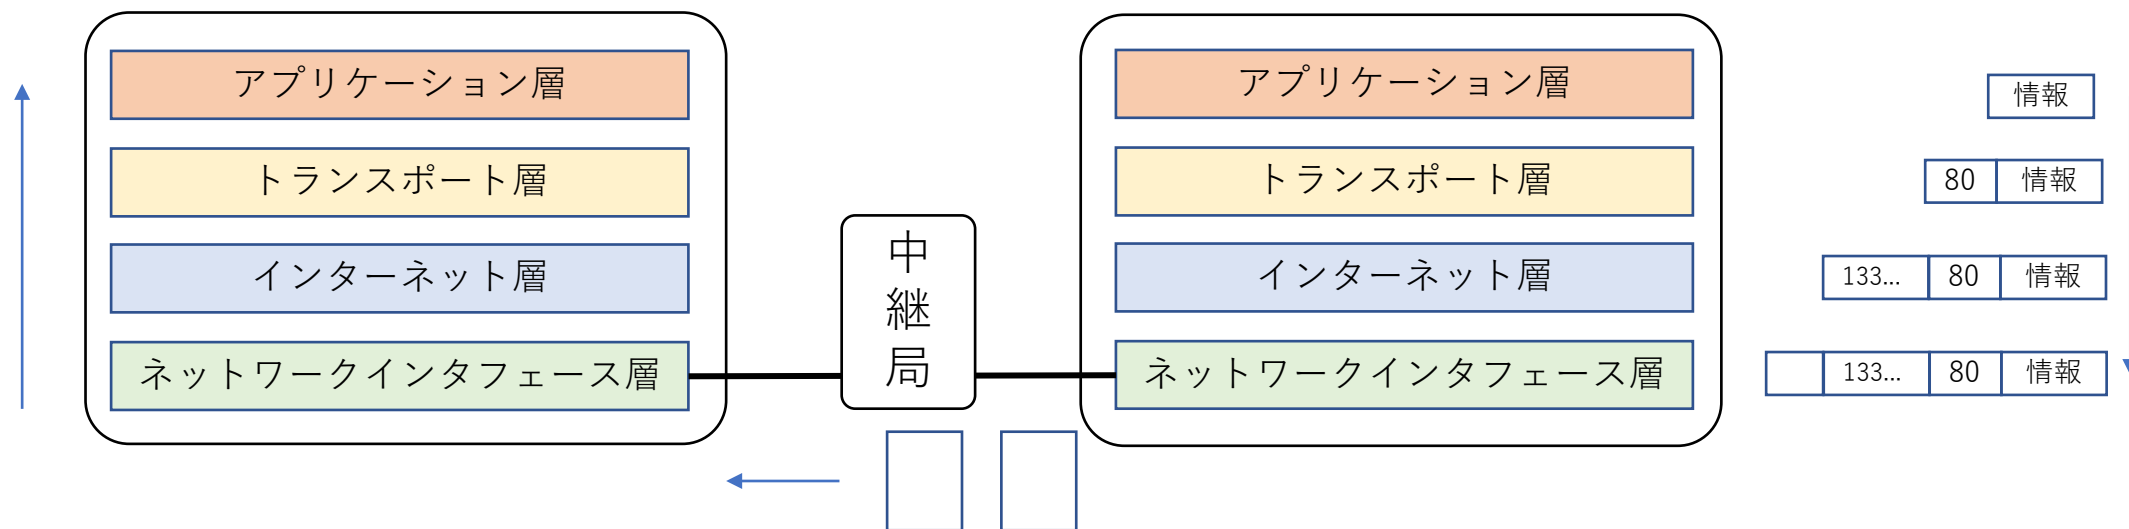 アプリケーション層
トランスポート層
インターネット層
ネットワークインタフェース層
中継局
アプリケーション層
トランスポート層
インターネット層
ネットワークインタフェース層
情報
80 情報
133... 80 情報
133... 80 情報